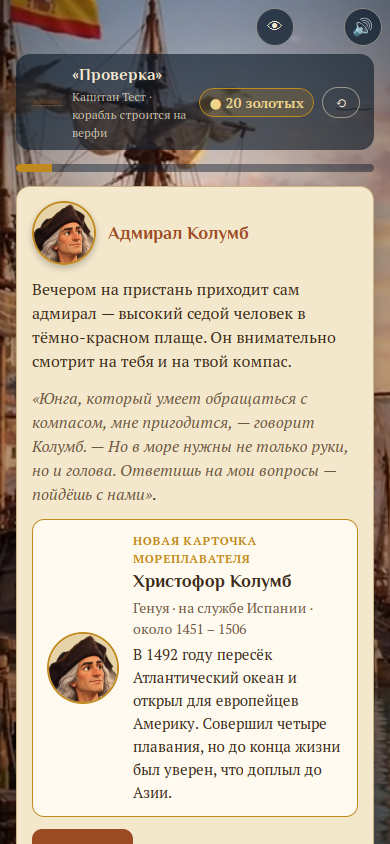 «Проверка»
Капитан Тест ·
корабль строится на
верфи
20 золотых
Адмирал Колумб
Вечером на пристань приходит сам
адмирал — высокий седой человек в
тёмно-красном плаще. Он внимательно
смотрит на тебя и на твой компас.
«Юнга, который умеет обращаться с
компасом, мне пригодится, — говорит
Колумб. — Но в море нужны не только руки,
но и голова. Ответишь на мои вопросы —
пойдёшь с нами».
НОВАЯ КАРТОЧКА
МОРЕПЛАВАТЕЛЯ
Христофор Колумб
Генуя · на службе Испании ·
около 1451 – 1506
В 1492 году пересёк
Атлантический океан и
открыл для европейцев
Америку. Совершил четыре
плавания, но до конца жизни
был уверен, что доплыл до
Азии.